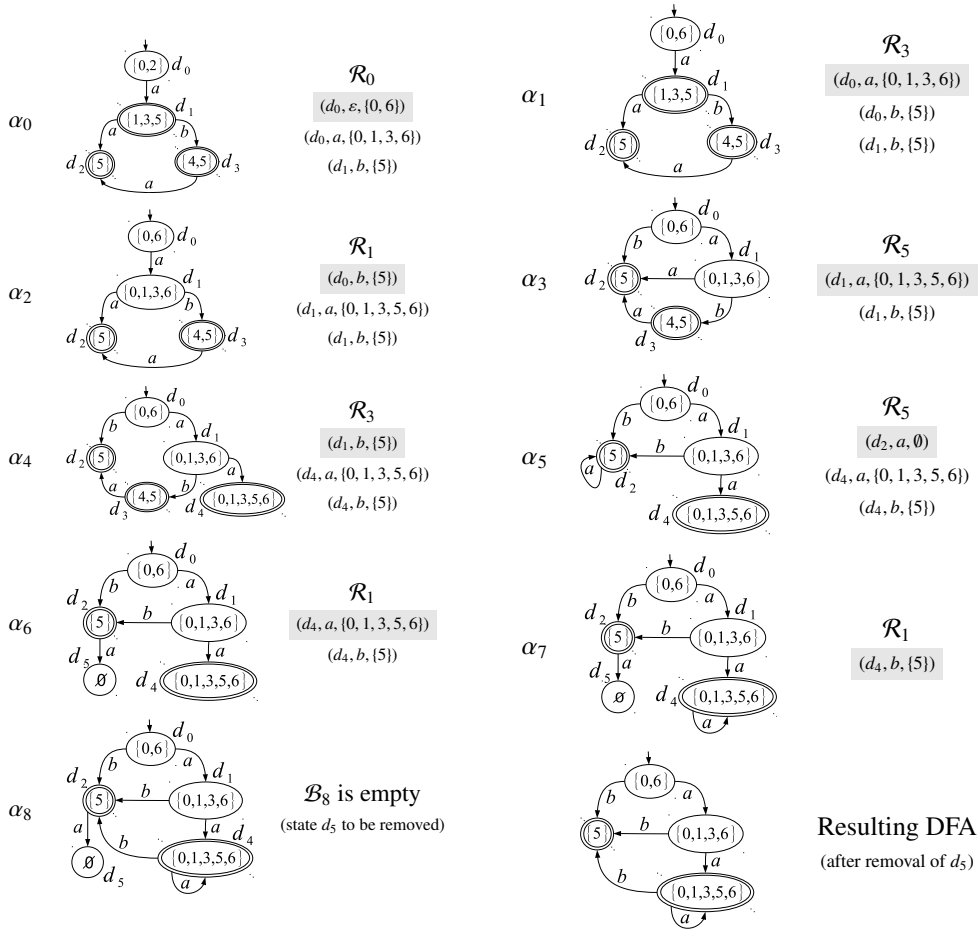 α₀
{0,2} d₀
a
{1,3,5} d₁
a b
d₂ {5} {4,5} d₃
a
ℛ₀
(d₀, ε, {0, 6})
(d₀, a, {0, 1, 3, 6})
(d₁, b, {5})
α₁
{0,6} d₀
a
{1,3,5} d₁
a b
d₂ {5} {4,5} d₃
a
ℛ₃
(d₀, a, {0, 1, 3, 6})
(d₀, b, {5})
(d₁, b, {5})
α₂
{0,6} d₀
a
{0,1,3,6} d₁
a b
d₂ {5} {4,5} d₃
a
ℛ₁
(d₀, b, {5})
(d₁, a, {0, 1, 3, 5, 6})
(d₁, b, {5})
α₃
d₀
{0,6}
b a d₁
d₂ {5} a {0,1,3,6}
a b
{4,5}
d₃
ℛ₅
(d₁, a, {0, 1, 3, 5, 6})
(d₁, b, {5})
α₄
{0,6} d₀
b a d₁
d₂ {5} {0,1,3,6}
a b a
{4,5} {0,1,3,5,6}
d₃ d₄
ℛ₃
(d₁, b, {5})
(d₄, a, {0, 1, 3, 5, 6})
(d₄, b, {5})
α₅
d₀
{0,6}
b a d₁
{5} b {0,1,3,6}
a d₂ a
d₄ {0,1,3,5,6}
ℛ₅
(d₂, a, ∅)
(d₄, a, {0, 1, 3, 5, 6})
(d₄, b, {5})
α₆
{0,6} d₀
b a
d₂ d₁
{5} b {0,1,3,6}
d₅ a a
∅ d₄ {0,1,3,5,6}
ℛ₁
(d₄, a, {0, 1, 3, 5, 6})
(d₄, b, {5})
α₇
{0,6} d₀
b a
d₂ d₁
{5} b {0,1,3,6}
d₅ a a
∅ d₄ {0,1,3,5,6}
a
ℛ₁
(d₄, b, {5})
α₈
{0,6} d₀
b a
d₂ d₁
{5} b {0,1,3,6}
a b a d₄
∅ {0,1,3,5,6}
d₅ a
ℬ₈ is empty
(state d₅ to be removed)
{0,6}
b a
{5} b {0,1,3,6}
a
b {0,1,3,5,6}
a
Resulting DFA
(after removal of d₅)